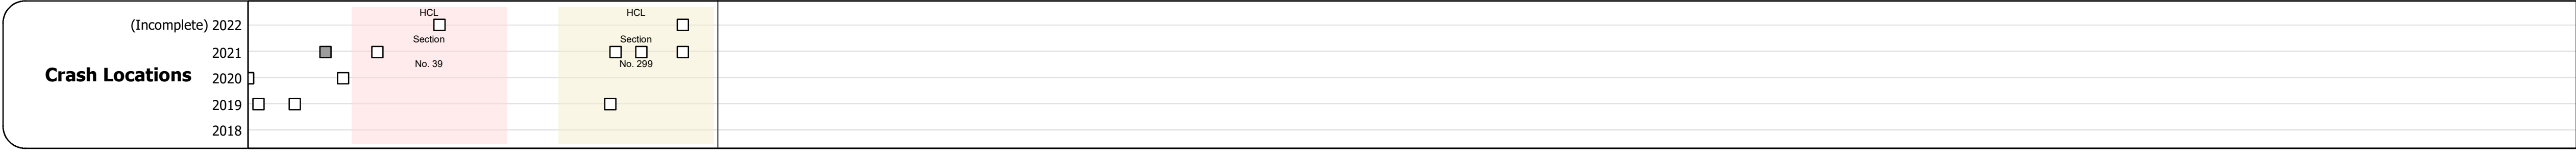 Crash Locations
(Incomplete) 2022
2021
2020
2019
2018
HCL
Section
No. 39
HCL
Section
No. 299